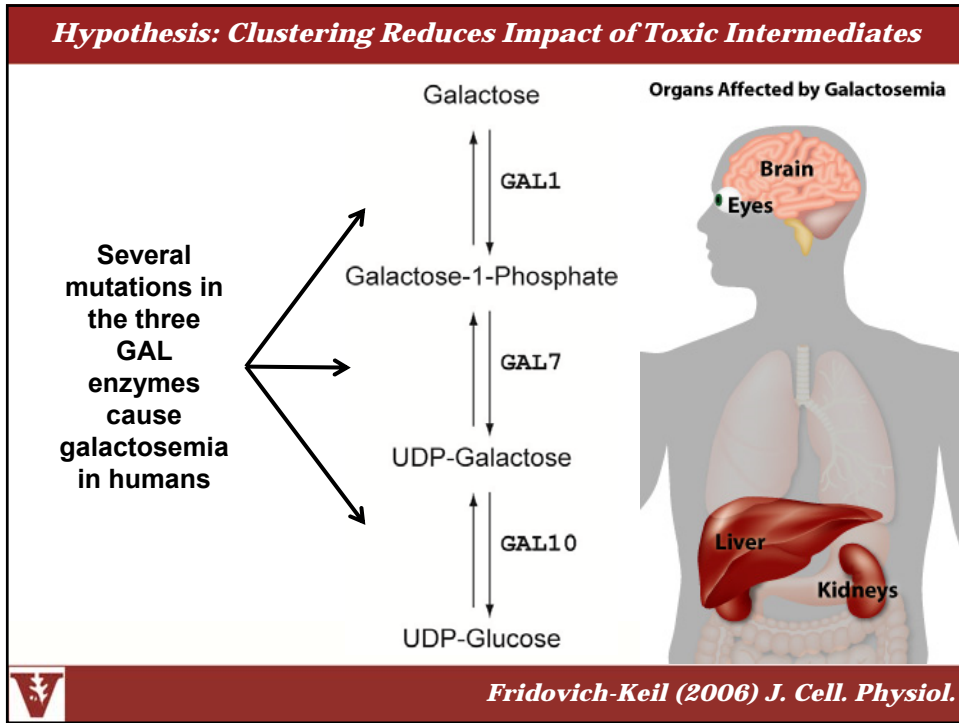 Hypothesis: Clustering Reduces Impact of Toxic Intermediates
Several
mutations in
the three
GAL
enzymes
cause
galactosemia
in humans
Galactose
GAL1
Galactose-1-Phosphate
GAL7
UDP-Galactose
GAL10
UDP-Glucose
Organs Affected by Galactosemia
Brain
Eyes
Liver
Kidneys
V
Fridovich-Keil (2006) J. Cell. Physiol.